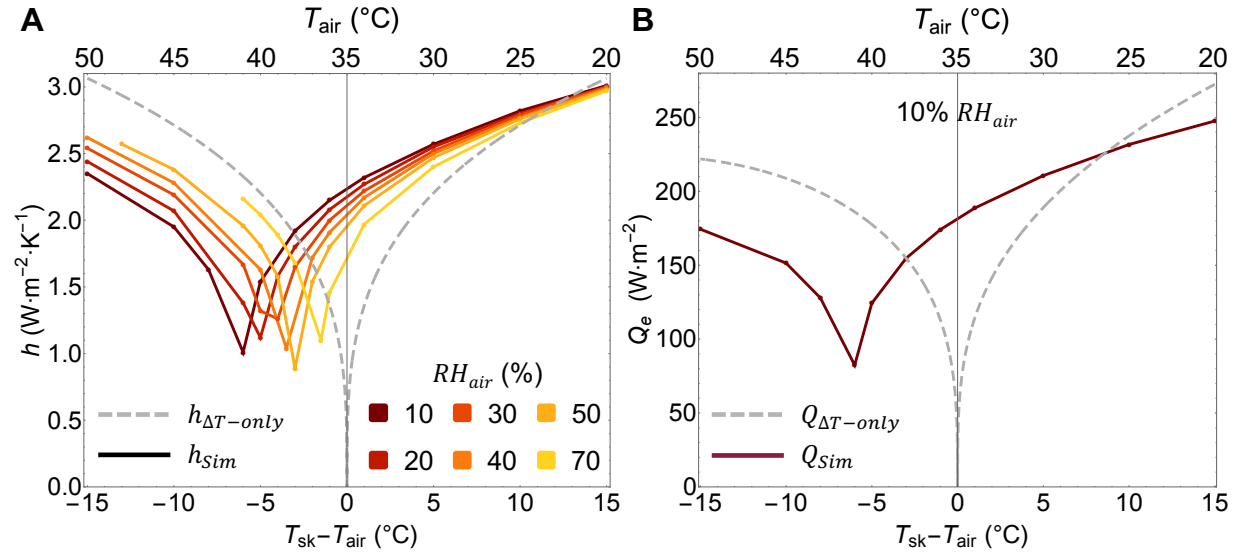 A
T_air (°C)
50 45 40 35 30 25 20
3.0
2.5
2.0
1.5
1.0
0.5
0.0
h (W·m⁻²·K⁻¹)
RH_air (%)
10 30 50
20 40 70
h_ΔT−only
h_Sim
−15 −10 −5 0 5 10 15
T_sk−T_air (°C)
B
T_air (°C)
50 45 40 35 30 25 20
10% RH_air
250
200
150
100
50
0
Q_e (W·m⁻²)
Q_ΔT−only
Q_Sim
−15 −10 −5 0 5 10 15
T_sk−T_air (°C)